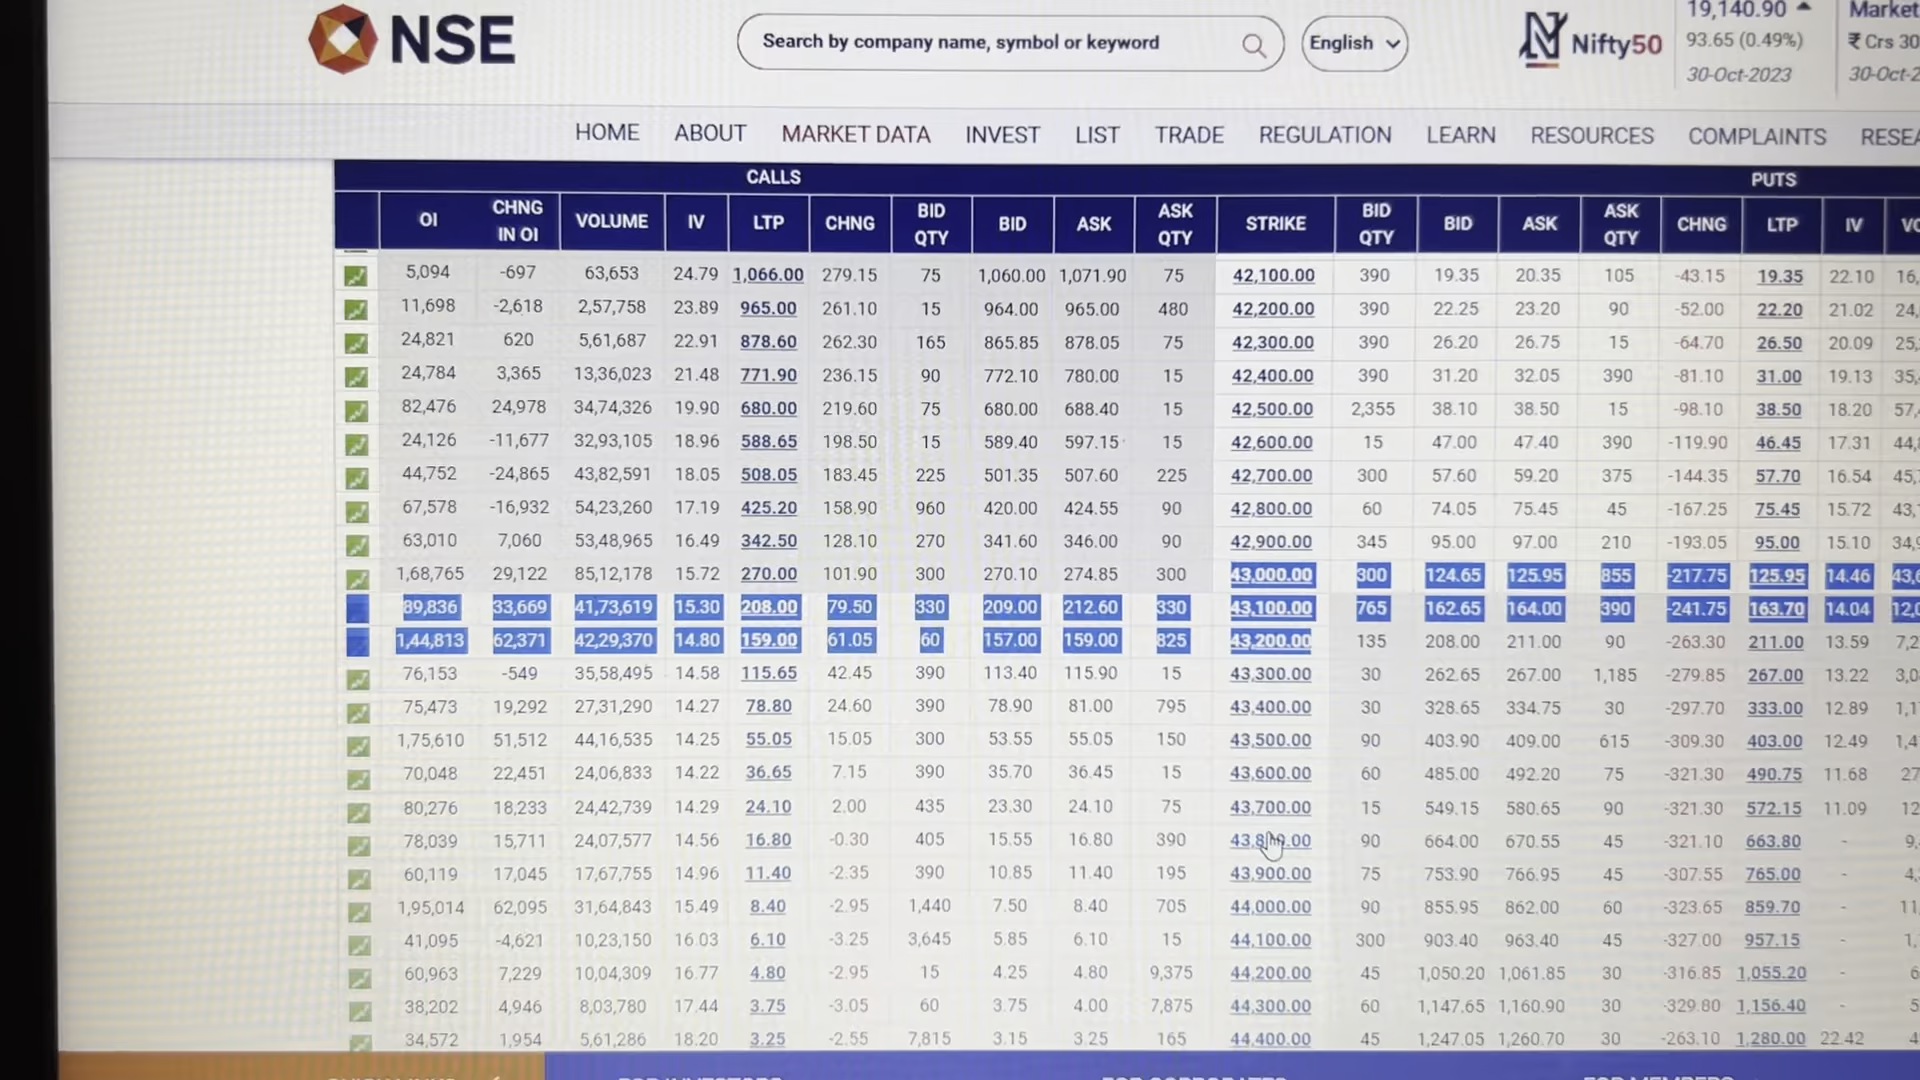 NSE
Search by company name, symbol or keyword
English
Nifty50
19,140.90
93.65 (0.49%)
30-Oct-2023
Market
₹ Crs 30
30-Oct-2
HOME ABOUT MARKET DATA INVEST LIST TRADE REGULATION LEARN RESOURCES COMPLAINTS RESEA
CALLS PUTS
OI CHNG IN OI VOLUME IV LTP CHNG BID QTY BID ASK ASK QTY STRIKE BID QTY BID ASK ASK QTY CHNG LTP IV VO
5,094 -697 63,653 24.79 1,066.00 279.15 75 1,060.00 1,071.90 75 42,100.00 390 19.35 20.35 105 -43.15 19.35 22.10 16,
11,698 -2,618 2,57,758 23.89 965.00 261.10 15 964.00 965.00 480 42,200.00 390 22.25 23.20 90 -52.00 22.20 21.02 24,
24,821 620 5,61,687 22.91 878.60 262.30 165 865.85 878.05 75 42,300.00 390 26.20 26.75 15 -64.70 26.50 20.09 25,
24,784 3,365 13,36,023 21.48 771.90 236.15 90 772.10 780.00 15 42,400.00 390 31.20 32.05 390 -81.10 31.00 19.13 35,
82,476 24,978 34,74,326 19.90 680.00 219.60 75 680.00 688.40 15 42,500.00 2,355 38.10 38.50 15 -98.10 38.50 18.20 57,
24,126 -11,677 32,93,105 18.96 588.65 198.50 15 589.40 597.15 15 42,600.00 15 47.00 47.40 390 -119.90 46.45 17.31 44,
44,752 -24,865 43,82,591 18.05 508.05 183.45 225 501.35 507.60 225 42,700.00 300 57.60 59.20 375 -144.35 57.70 16.54 45,
67,578 -16,932 54,23,260 17.19 425.20 158.90 960 420.00 424.55 90 42,800.00 60 74.05 75.45 45 -167.25 75.45 15.72 43,
63,010 7,060 53,48,965 16.49 342.50 128.10 270 341.60 346.00 90 42,900.00 345 95.00 97.00 210 -193.05 95.00 15.10 34,
1,68,765 29,122 85,12,178 15.72 270.00 101.90 300 270.10 274.85 300 43,000.00 300 124.65 125.95 855 -217.75 125.95 14.46 43,
89,836 33,669 41,73,619 15.30 208.00 79.50 330 209.00 212.60 330 43,100.00 765 162.65 164.00 390 -241.75 163.70 14.04 12,
1,44,813 62,371 42,29,370 14.80 159.00 61.05 60 157.00 159.00 825 43,200.00 135 208.00 211.00 90 -263.30 211.00 13.59 7,2
76,153 -549 35,58,495 14.58 115.65 42.45 390 113.40 115.90 15 43,300.00 30 262.65 267.00 1,185 -279.85 267.00 13.22 3,0
75,473 19,292 27,31,290 14.27 78.80 24.60 390 78.90 81.00 795 43,400.00 30 328.65 334.75 30 -297.70 333.00 12.89 1,1
1,75,610 51,512 44,16,535 14.25 55.05 15.05 300 53.55 55.05 150 43,500.00 90 403.90 409.00 615 -309.30 403.00 12.49 1,4
70,048 22,451 24,06,833 14.22 36.65 7.15 390 35.70 36.45 15 43,600.00 60 485.00 492.20 75 -321.30 490.75 11.68 27
80,276 18,233 24,42,739 14.29 24.10 2.00 435 23.30 24.10 75 43,700.00 15 549.15 580.65 90 -321.30 572.15 11.09 12
78,039 15,711 24,07,577 14.56 16.80 -0.30 405 15.55 16.80 390 43,800.00 90 664.00 670.55 45 -321.10 663.80 - 9,
60,119 17,045 17,67,755 14.96 11.40 -2.35 390 10.85 11.40 195 43,900.00 75 753.90 766.95 45 -307.55 765.00 - 4,
1,95,014 62,095 31,64,843 15.49 8.40 -2.95 1,440 7.50 8.40 705 44,000.00 90 855.95 862.00 60 -323.65 859.70 - 11
41,095 -4,621 10,23,150 16.03 6.10 -3.25 3,645 5.85 6.10 15 44,100.00 300 903.40 963.40 45 -327.00 957.15 - 1,
60,963 7,229 10,04,309 16.77 4.80 -2.95 15 4.25 4.80 9,375 44,200.00 45 1,050.20 1,061.85 30 -316.85 1,055.20 - 6
38,202 4,946 8,03,780 17.44 3.75 -3.05 60 3.75 4.00 7,875 44,300.00 60 1,147.65 1,160.90 30 -329.80 1,156.40 - 5
34,572 1,954 5,61,286 18.20 3.25 -2.55 7,815 3.15 3.25 165 44,400.00 45 1,247.05 1,260.70 30 -263.10 1,280.00 22.42 4